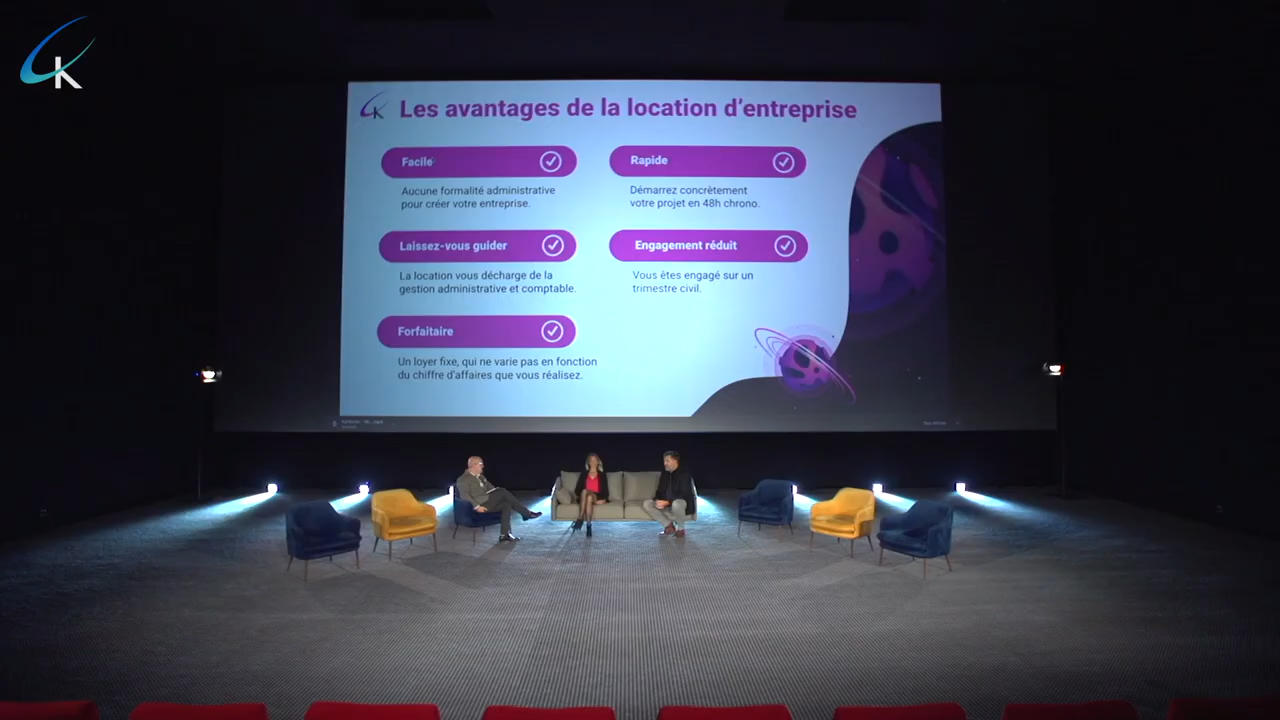 K
K
Les avantages de la location d'entreprise
Facile
Aucune formalité administrative
pour créer votre entreprise.
Rapide
Démarrez concrètement
votre projet en 48h chrono.
Laissez-vous guider
La location vous décharge de la
gestion administrative et comptable.
Engagement réduit
Vous êtes engagé sur un
trimestre civil.
Forfaitaire
Un loyer fixe, qui ne varie pas en fonction
du chiffre d'affaires que vous réalisez.